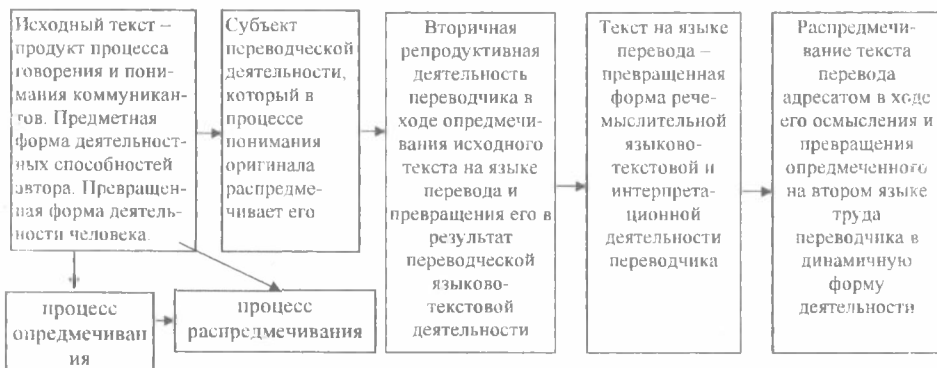 Исходный текст –
продукт процесса
говорения и пони-
мания коммуникан-
тов. Предметная
форма деятельност-
ных способностей
автора. Превращен-
ная форма деятель-
ности человека.
Субъект
переводческой
деятельности,
который в
процессе
понимания
оригинала
распредме-
чивает его
Вторичная
репродуктивная
деятельность
переводчика в
ходе опредмечи-
вания исходного
текста на языке
перевода и
превращения его в
результат
переводческой
языково-
текстовой
деятельности
Текст на языке
перевода –
превращенная
форма рече-
мыслительной
языково-
текстовой и
интерпрета-
ционной
деятельности
переводчика
Распредмечи-
вание текста
перевода
адресатом в ходе
его осмысления и
превращения
опредмеченного
на втором языке
труда
переводчика в
динамичную
форму
деятельности
процесс
опредмечиван
ия
процесс
распредмечивания